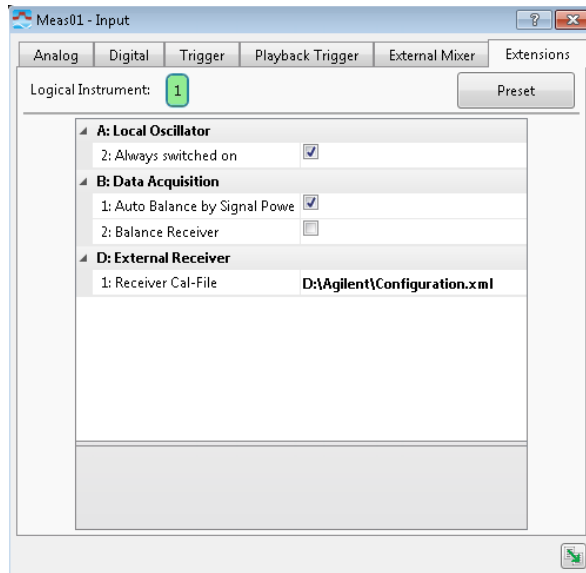 Meas01 - Input
Analog Digital Trigger Playback Trigger External Mixer Extensions
Logical Instrument: 1 Preset
A: Local Oscillator
2: Always switched on
B: Data Acquisition
1: Auto Balance by Signal Powe
2: Balance Receiver
D: External Receiver
1: Receiver Cal-File D:\Agilent\Configuration.xml